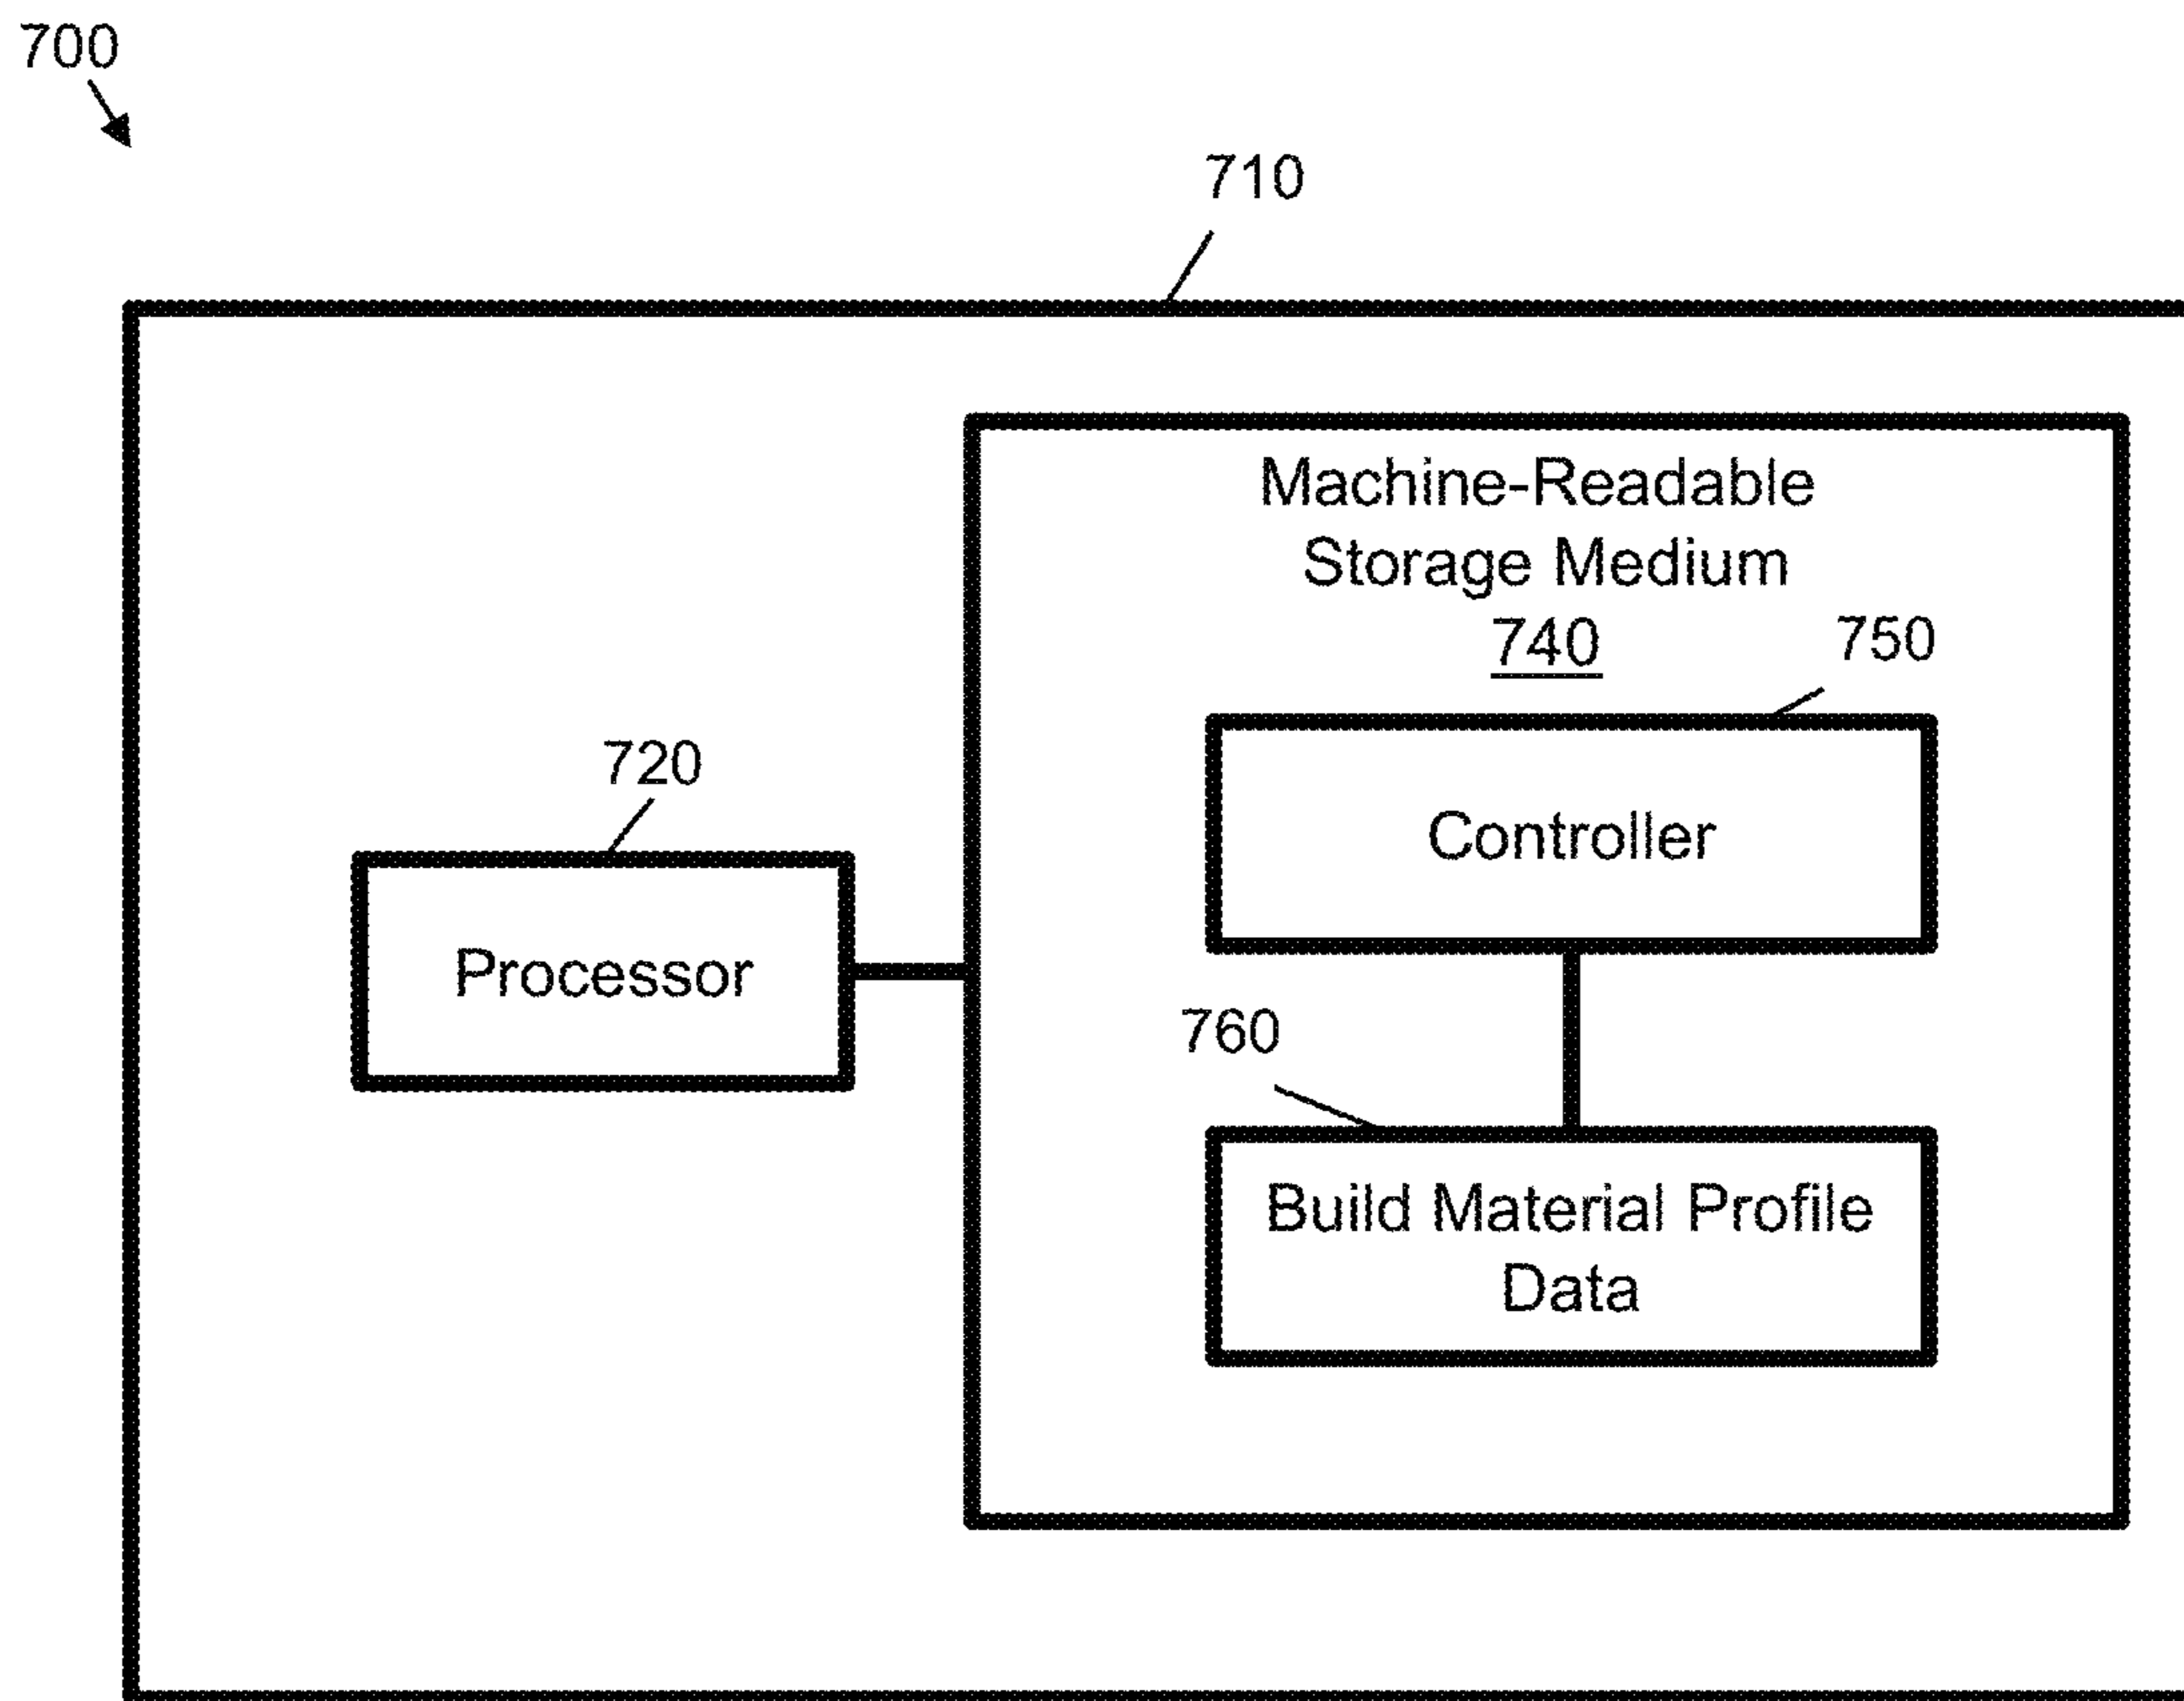 700
710
Machine-Readable
Storage Medium
740
750
Controller
720
Processor
760
Build Material Profile
Data